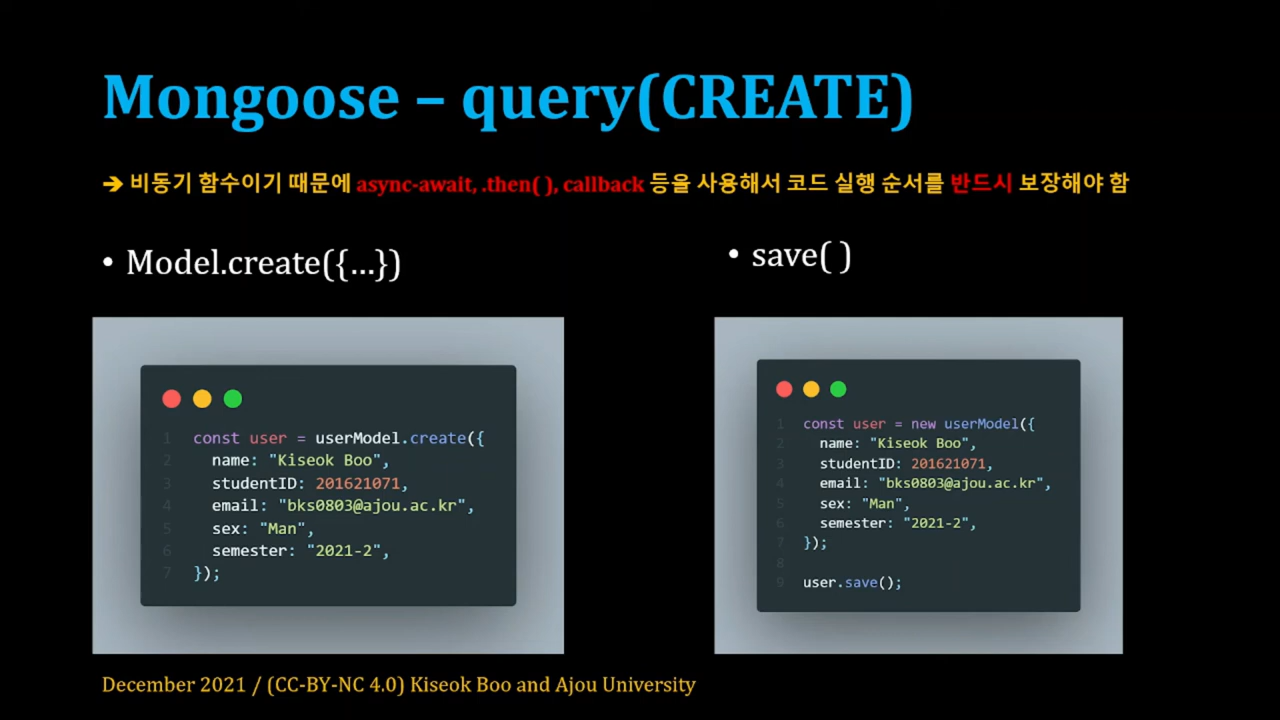 Mongoose – query(CREATE)
➔ 비동기 함수이기 때문에 async-await, .then( ), callback 등을 사용해서 코드 실행 순서를 반드시 보장해야 함
• Model.create({…})
1 const user = userModel.create({
2 name: "Kiseok Boo",
3 studentID: 201621071,
4 email: "bks0803@ajou.ac.kr",
5 sex: "Man",
6 semester: "2021-2",
7 });
• save( )
1 const user = new userModel({
2 name: "Kiseok Boo",
3 studentID: 201621071,
4 email: "bks0803@ajou.ac.kr",
5 sex: "Man",
6 semester: "2021-2",
7 });
8
9 user.save();
December 2021 / (CC-BY-NC 4.0) Kiseok Boo and Ajou University